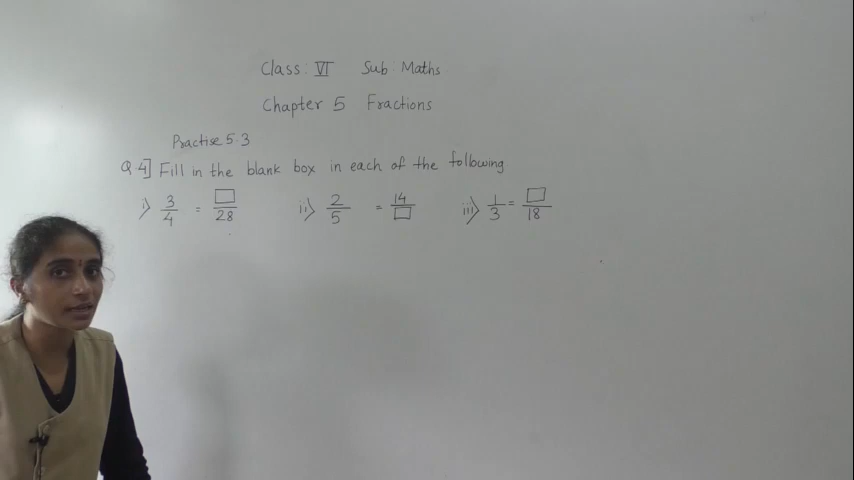 Class: VI Sub: Maths
Chapter 5 Fractions
Practise 5.3
Q.4] Fill in the blank box in each of the following
i) 3/4 = □/28 ii) 2/5 = 14/□ iii) 1/3 = □/18